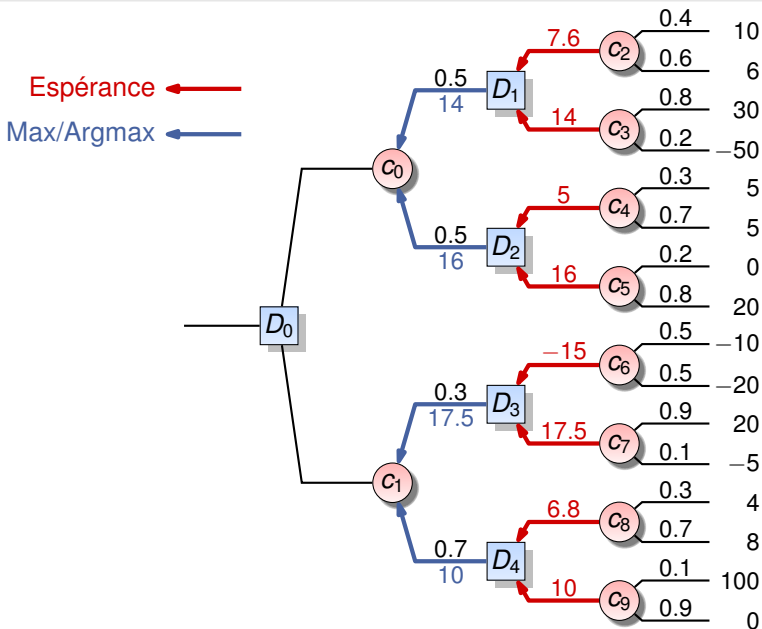 Espérance
Max/Argmax
D0
c0
c1
0.5
14
0.5
16
0.3
17.5
0.7
10
D1
D2
D3
D4
7.6
14
5
16
−15
17.5
6.8
10
c2
c3
c4
c5
c6
c7
c8
c9
0.4 10
0.6 6
0.8 30
0.2 −50
0.3 5
0.7 5
0.2 0
0.8 20
0.5 −10
0.5 −20
0.9 20
0.1 −5
0.3 4
0.7 8
0.1 100
0.9 0